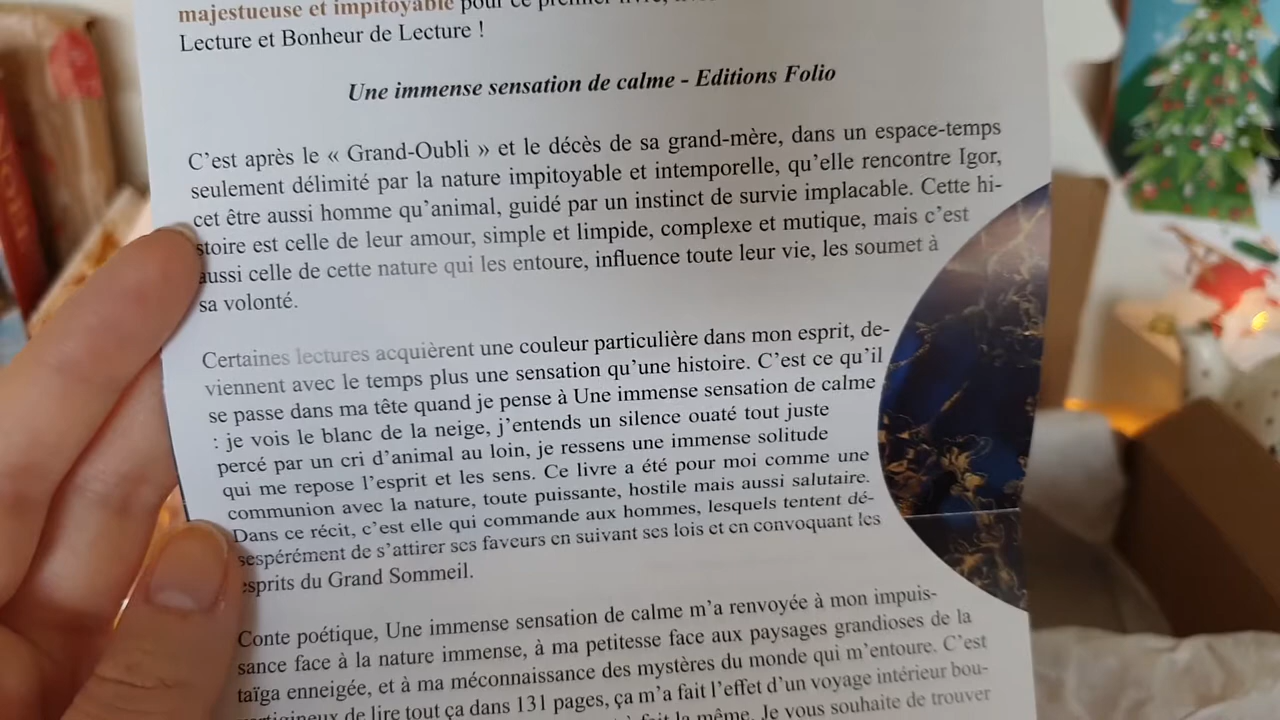 majestueuse et impitoyable pour ce premier livre,
Lecture et Bonheur de Lecture !
Une immense sensation de calme - Editions Folio
C'est après le « Grand-Oubli » et le décès de sa grand-mère, dans un espace-temps
seulement délimité par la nature impitoyable et intemporelle, qu'elle rencontre Igor,
cet être aussi homme qu'animal, guidé par un instinct de survie implacable. Cette hi-
stoire est celle de leur amour, simple et limpide, complexe et mutique, mais c'est
aussi celle de cette nature qui les entoure, influence toute leur vie, les soumet à
sa volonté.
Certaines lectures acquièrent une couleur particulière dans mon esprit, de-
viennent avec le temps plus une sensation qu'une histoire. C'est ce qu'il
se passe dans ma tête quand je pense à Une immense sensation de calme
: je vois le blanc de la neige, j'entends un silence ouaté tout juste
percé par un cri d'animal au loin, je ressens une immense solitude
qui me repose l'esprit et les sens. Ce livre a été pour moi comme une
communion avec la nature, toute puissante, hostile mais aussi salutaire.
Dans ce récit, c'est elle qui commande aux hommes, lesquels tentent dé-
sespérément de s'attirer ses faveurs en suivant ses lois et en convoquant les
esprits du Grand Sommeil.
Conte poétique, Une immense sensation de calme m'a renvoyée à mon impuis-
sance face à la nature immense, à ma petitesse face aux paysages grandioses de la
taïga enneigée, et à ma méconnaissance des mystères du monde qui m'entoure. C'est
de lire tout ça dans 131 pages, ça m'a fait l'effet d'un voyage intérieur bou-
fait la même. Je vous souhaite de trouver